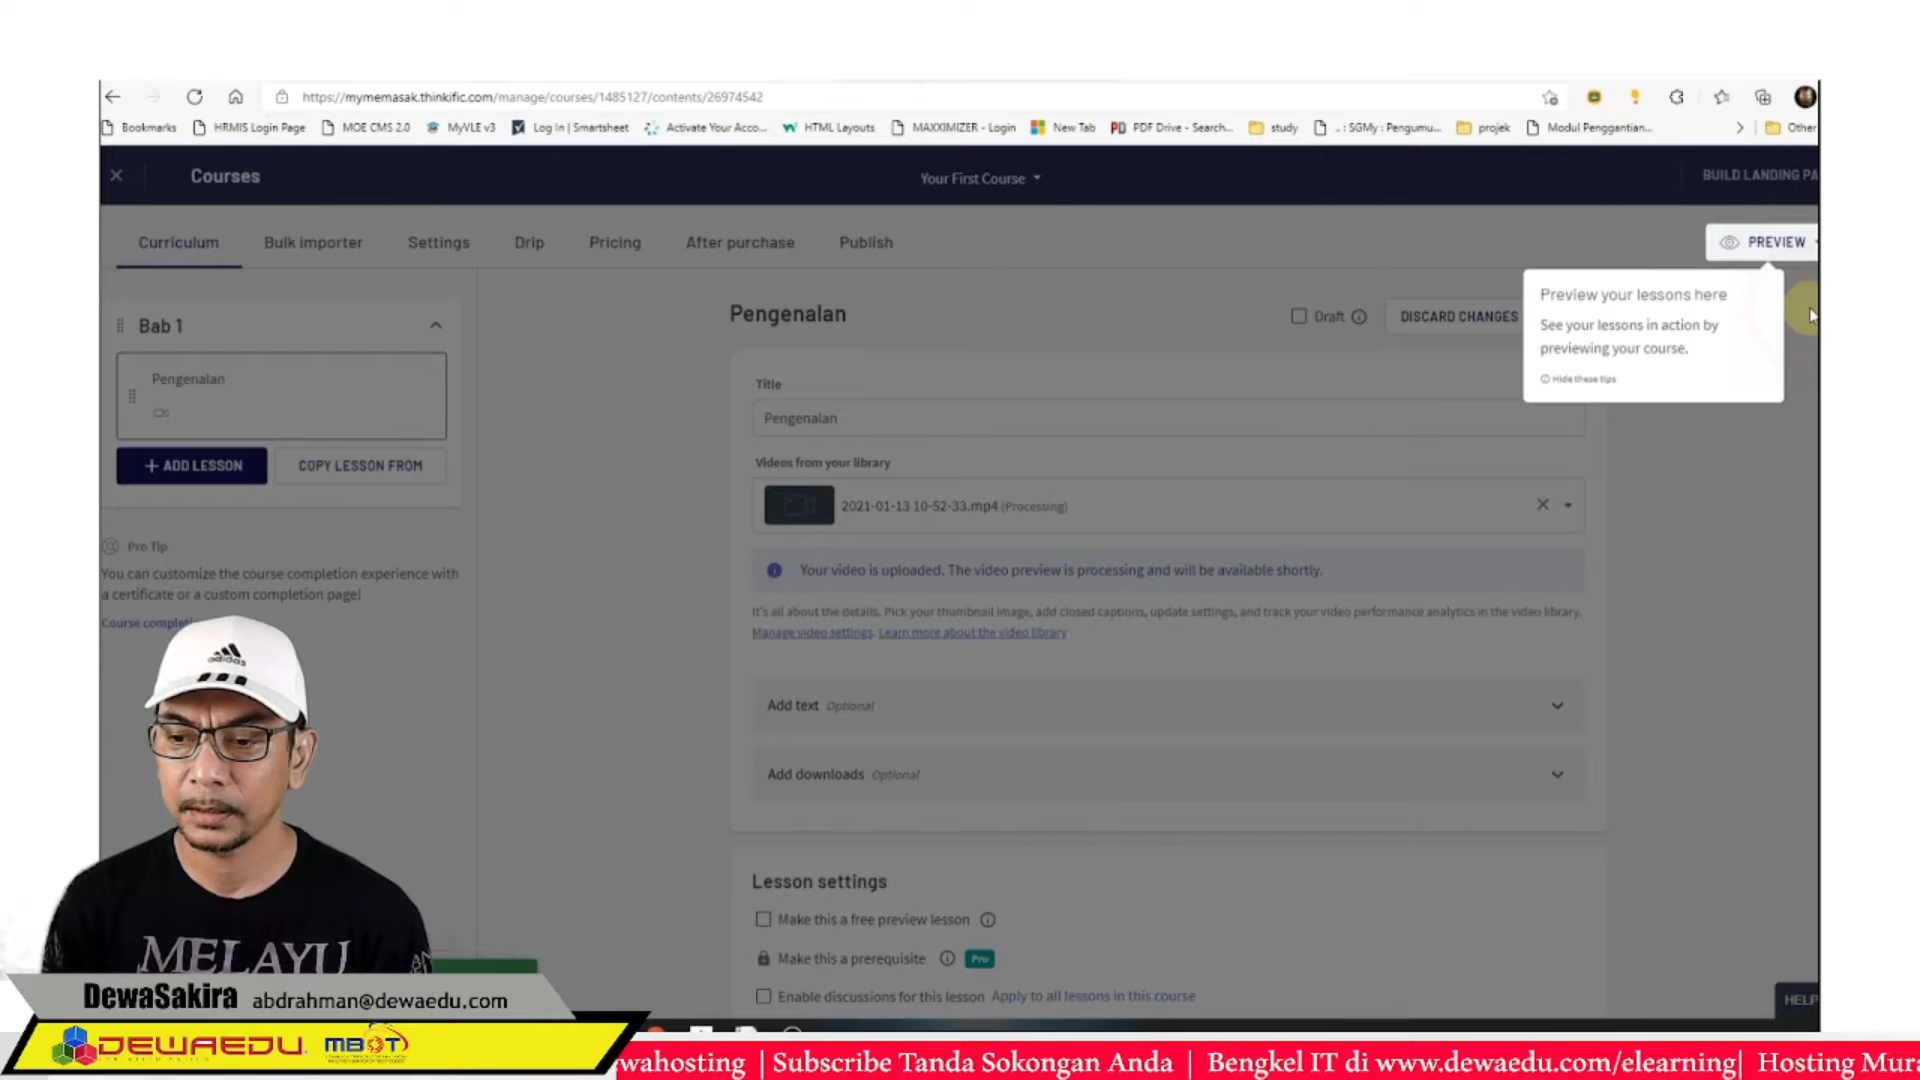 https://mymemasak.thinkific.com/manage/courses/1485127/contents/26974542
Bookmarks HRMIS Login Page MOE CMS 2.0 MyVLE v3 Log In | Smartsheet Activate Your Acco... HTML Layouts MAXXIMIZER - Login New Tab PDF Drive - Search... study ..: SGMy : Pengumu... projek Modul Penggantian... Other
Courses
Your First Course
BUILD LANDING PA
Curriculum Bulk importer Settings Drip Pricing After purchase Publish
PREVIEW
Preview your lessons here
See your lessons in action by
previewing your course.
Hide these tips
Bab 1
Pengenalan
+ ADD LESSON
COPY LESSON FROM
Pro Tip
You can customize the course completion experience with
a certificate or a custom completion page!
Course completi
Pengenalan
Draft
DISCARD CHANGES
Title
Pengenalan
Videos from your library
2021-01-13 10-52-33.mp4 (Processing)
Your video is uploaded. The video preview is processing and will be available shortly.
It's all about the details. Pick your thumbnail image, add closed captions, update settings, and track your video performance analytics in the video library.
Manage video settings. Learn more about the video library
Add text Optional
Add downloads Optional
Lesson settings
Make this a free preview lesson
Make this a prerequisite Pro
Enable discussions for this lesson Apply to all lessons in this course
HELP
adidas
MELAYU
DewaSakira abdrahman@dewaedu.com
DEWAEDU. MBOT
wahosting | Subscribe Tanda Sokongan Anda | Bengkel IT di www.dewaedu.com/elearning| Hosting Mura